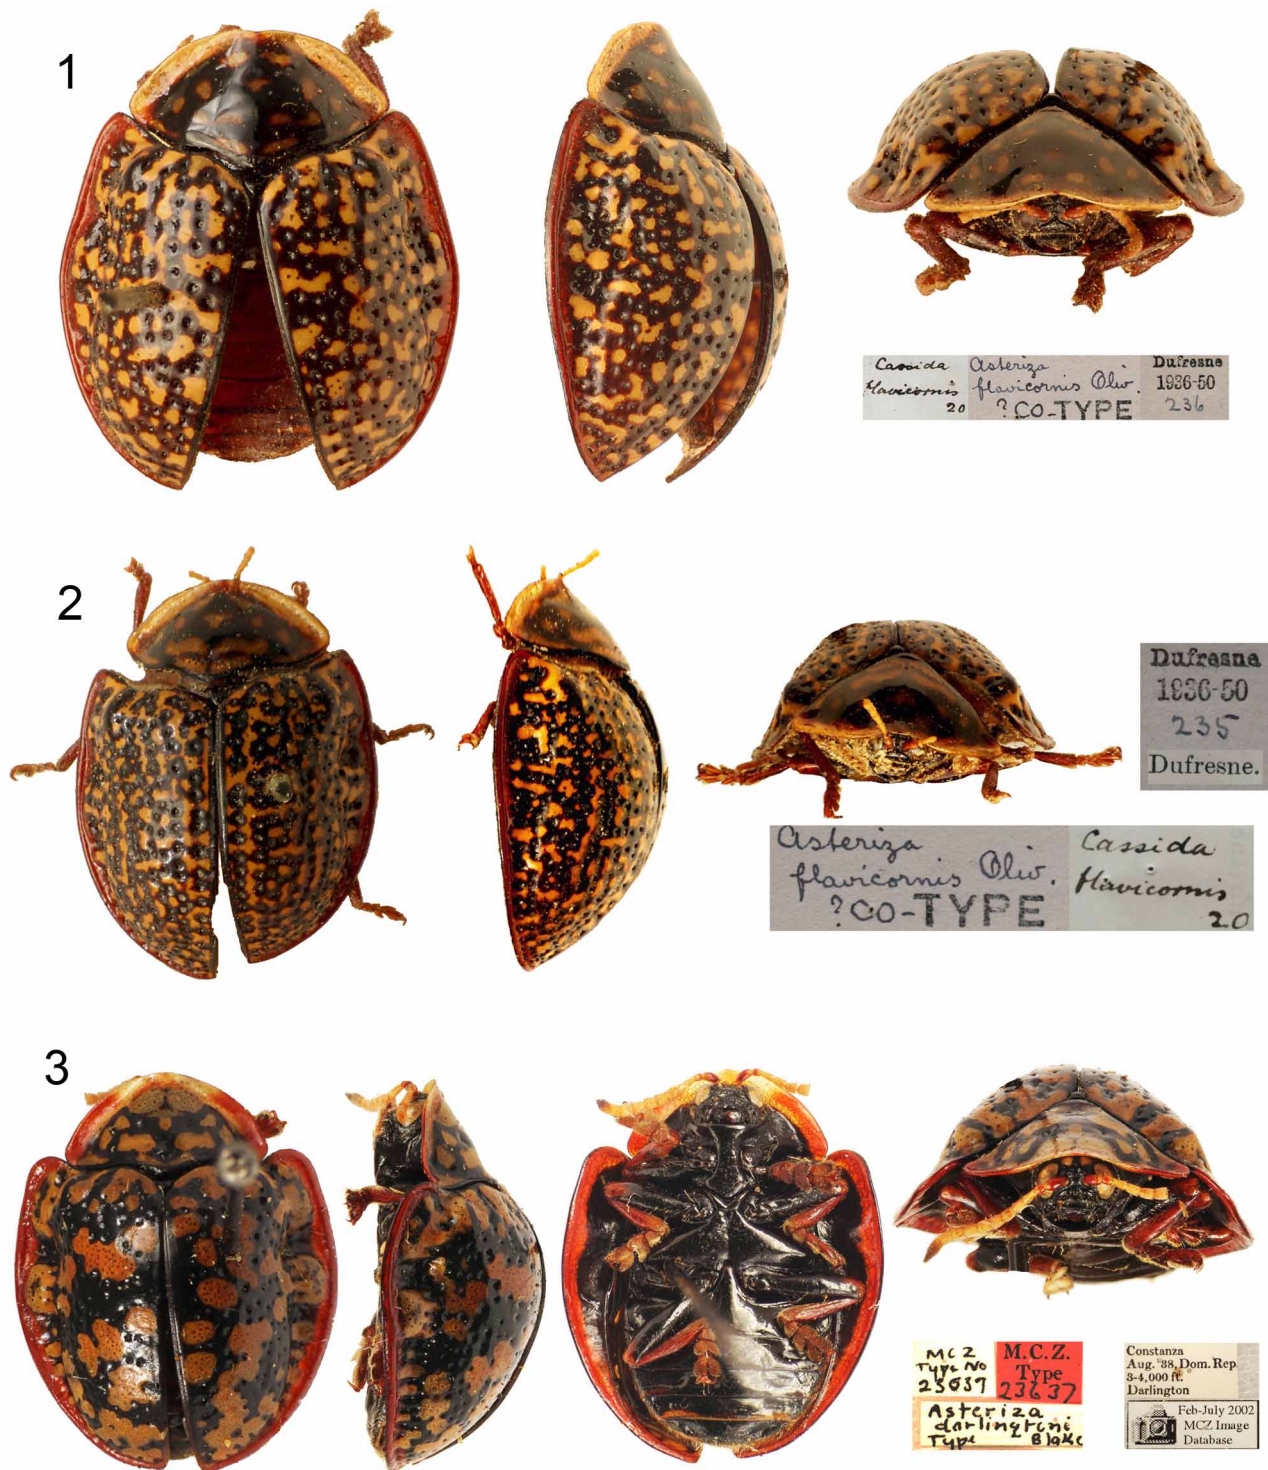 1
Cassida
flavicornis
20
Asteriza
flavicornis Oliv.
? CO-TYPE
Dufresne
1936-50
236
2
Dufresne
1936-50
235
Dufresne.
Asteriza
flavicornis Oliv.
? CO-TYPE
Cassida
flavicornis
20
3
MCZ
Type No
23637
M.C.Z.
Type
23637
Asteriza
darlingtoni
Type Blake
Constanza
Aug. '38, Dom. Rep.
3-4,000 ft.
Darlington
Feb-July 2002
MCZ Image
Database